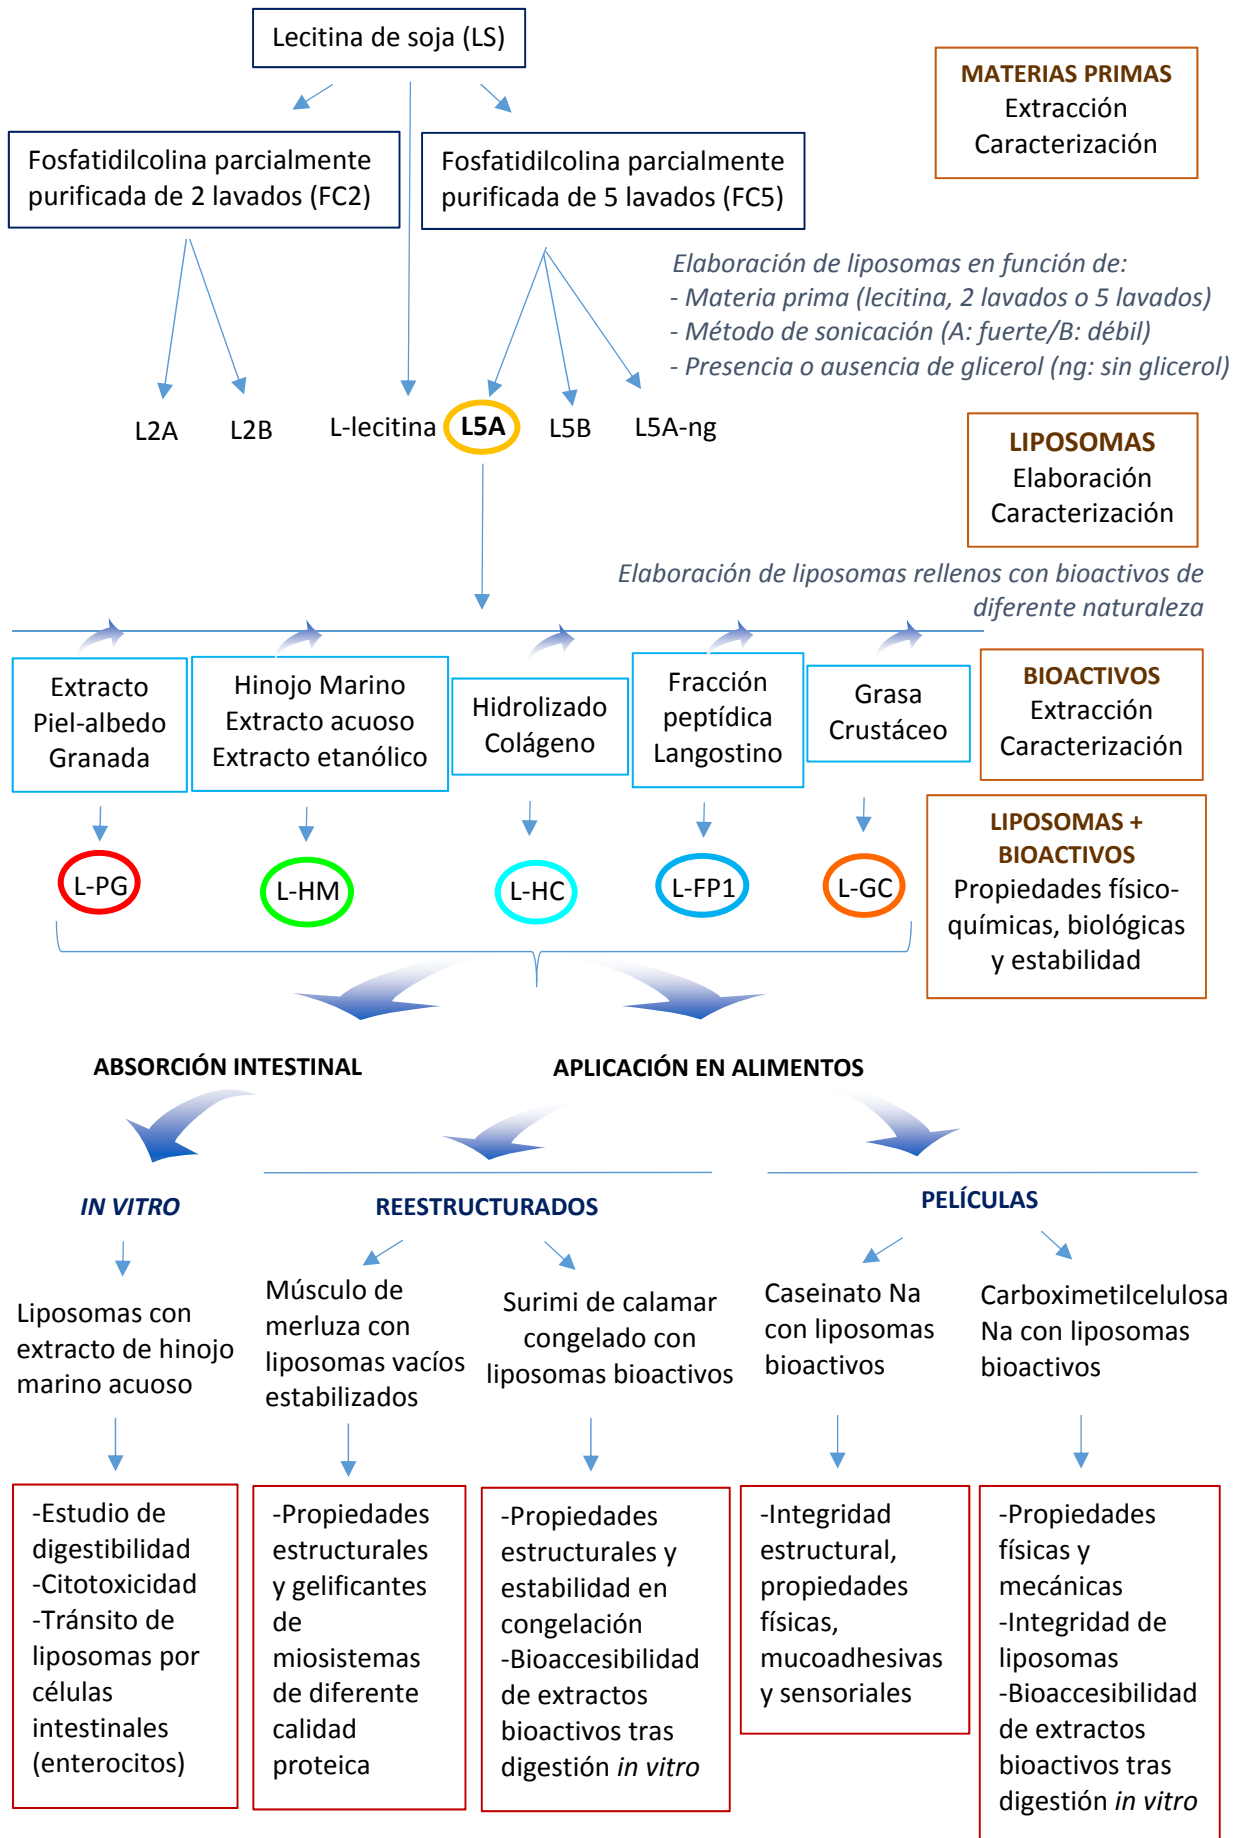 Lecitina de soja (LS)
MATERIAS PRIMAS
Extracción
Caracterización
Fosfatidilcolina parcialmente
purificada de 2 lavados (FC2)
Fosfatidilcolina parcialmente
purificada de 5 lavados (FC5)
Elaboración de liposomas en función de:
- Materia prima (lecitina, 2 lavados o 5 lavados)
- Método de sonicación (A: fuerte/B: débil)
- Presencia o ausencia de glicerol (ng: sin glicerol)
L2A
L2B
L-lecitina
L5A
L5B
L5A-ng
LIPOSOMAS
Elaboración
Caracterización
Elaboración de liposomas rellenos con bioactivos de
diferente naturaleza
Extracto
Piel-albedo
Granada
Hinojo Marino
Extracto acuoso
Extracto etanólico
Hidrolizado
Colágeno
Fracción
peptídica
Langostino
Grasa
Crustáceo
BIOACTIVOS
Extracción
Caracterización
L-PG
L-HM
L-HC
L-FP1
L-GC
LIPOSOMAS +
BIOACTIVOS
Propiedades físico-
químicas, biológicas
y estabilidad
ABSORCIÓN INTESTINAL
APLICACIÓN EN ALIMENTOS
IN VITRO
REESTRUCTURADOS
PELÍCULAS
Liposomas con
extracto de hinojo
marino acuoso
Músculo de
merluza con
liposomas vacíos
estabilizados
Surimi de calamar
congelado con
liposomas bioactivos
Caseinato Na
con liposomas
bioactivos
Carboximetilcelulosa
Na con liposomas
bioactivos
-Estudio de
digestibilidad
-Citotoxicidad
-Tránsito de
liposomas por
células
intestinales
(enterocitos)
-Propiedades
estructurales
y gelificantes
de
miosistemas
de diferente
calidad
proteica
-Propiedades
estructurales y
estabilidad en
congelación
-Bioaccesibilidad
de extractos
bioactivos tras
digestión in vitro
-Integridad
estructural,
propiedades
físicas,
mucoadhesivas
y sensoriales
-Propiedades
físicas y
mecánicas
-Integridad de
liposomas
-Bioaccesibilidad
de extractos
bioactivos tras
digestión in vitro